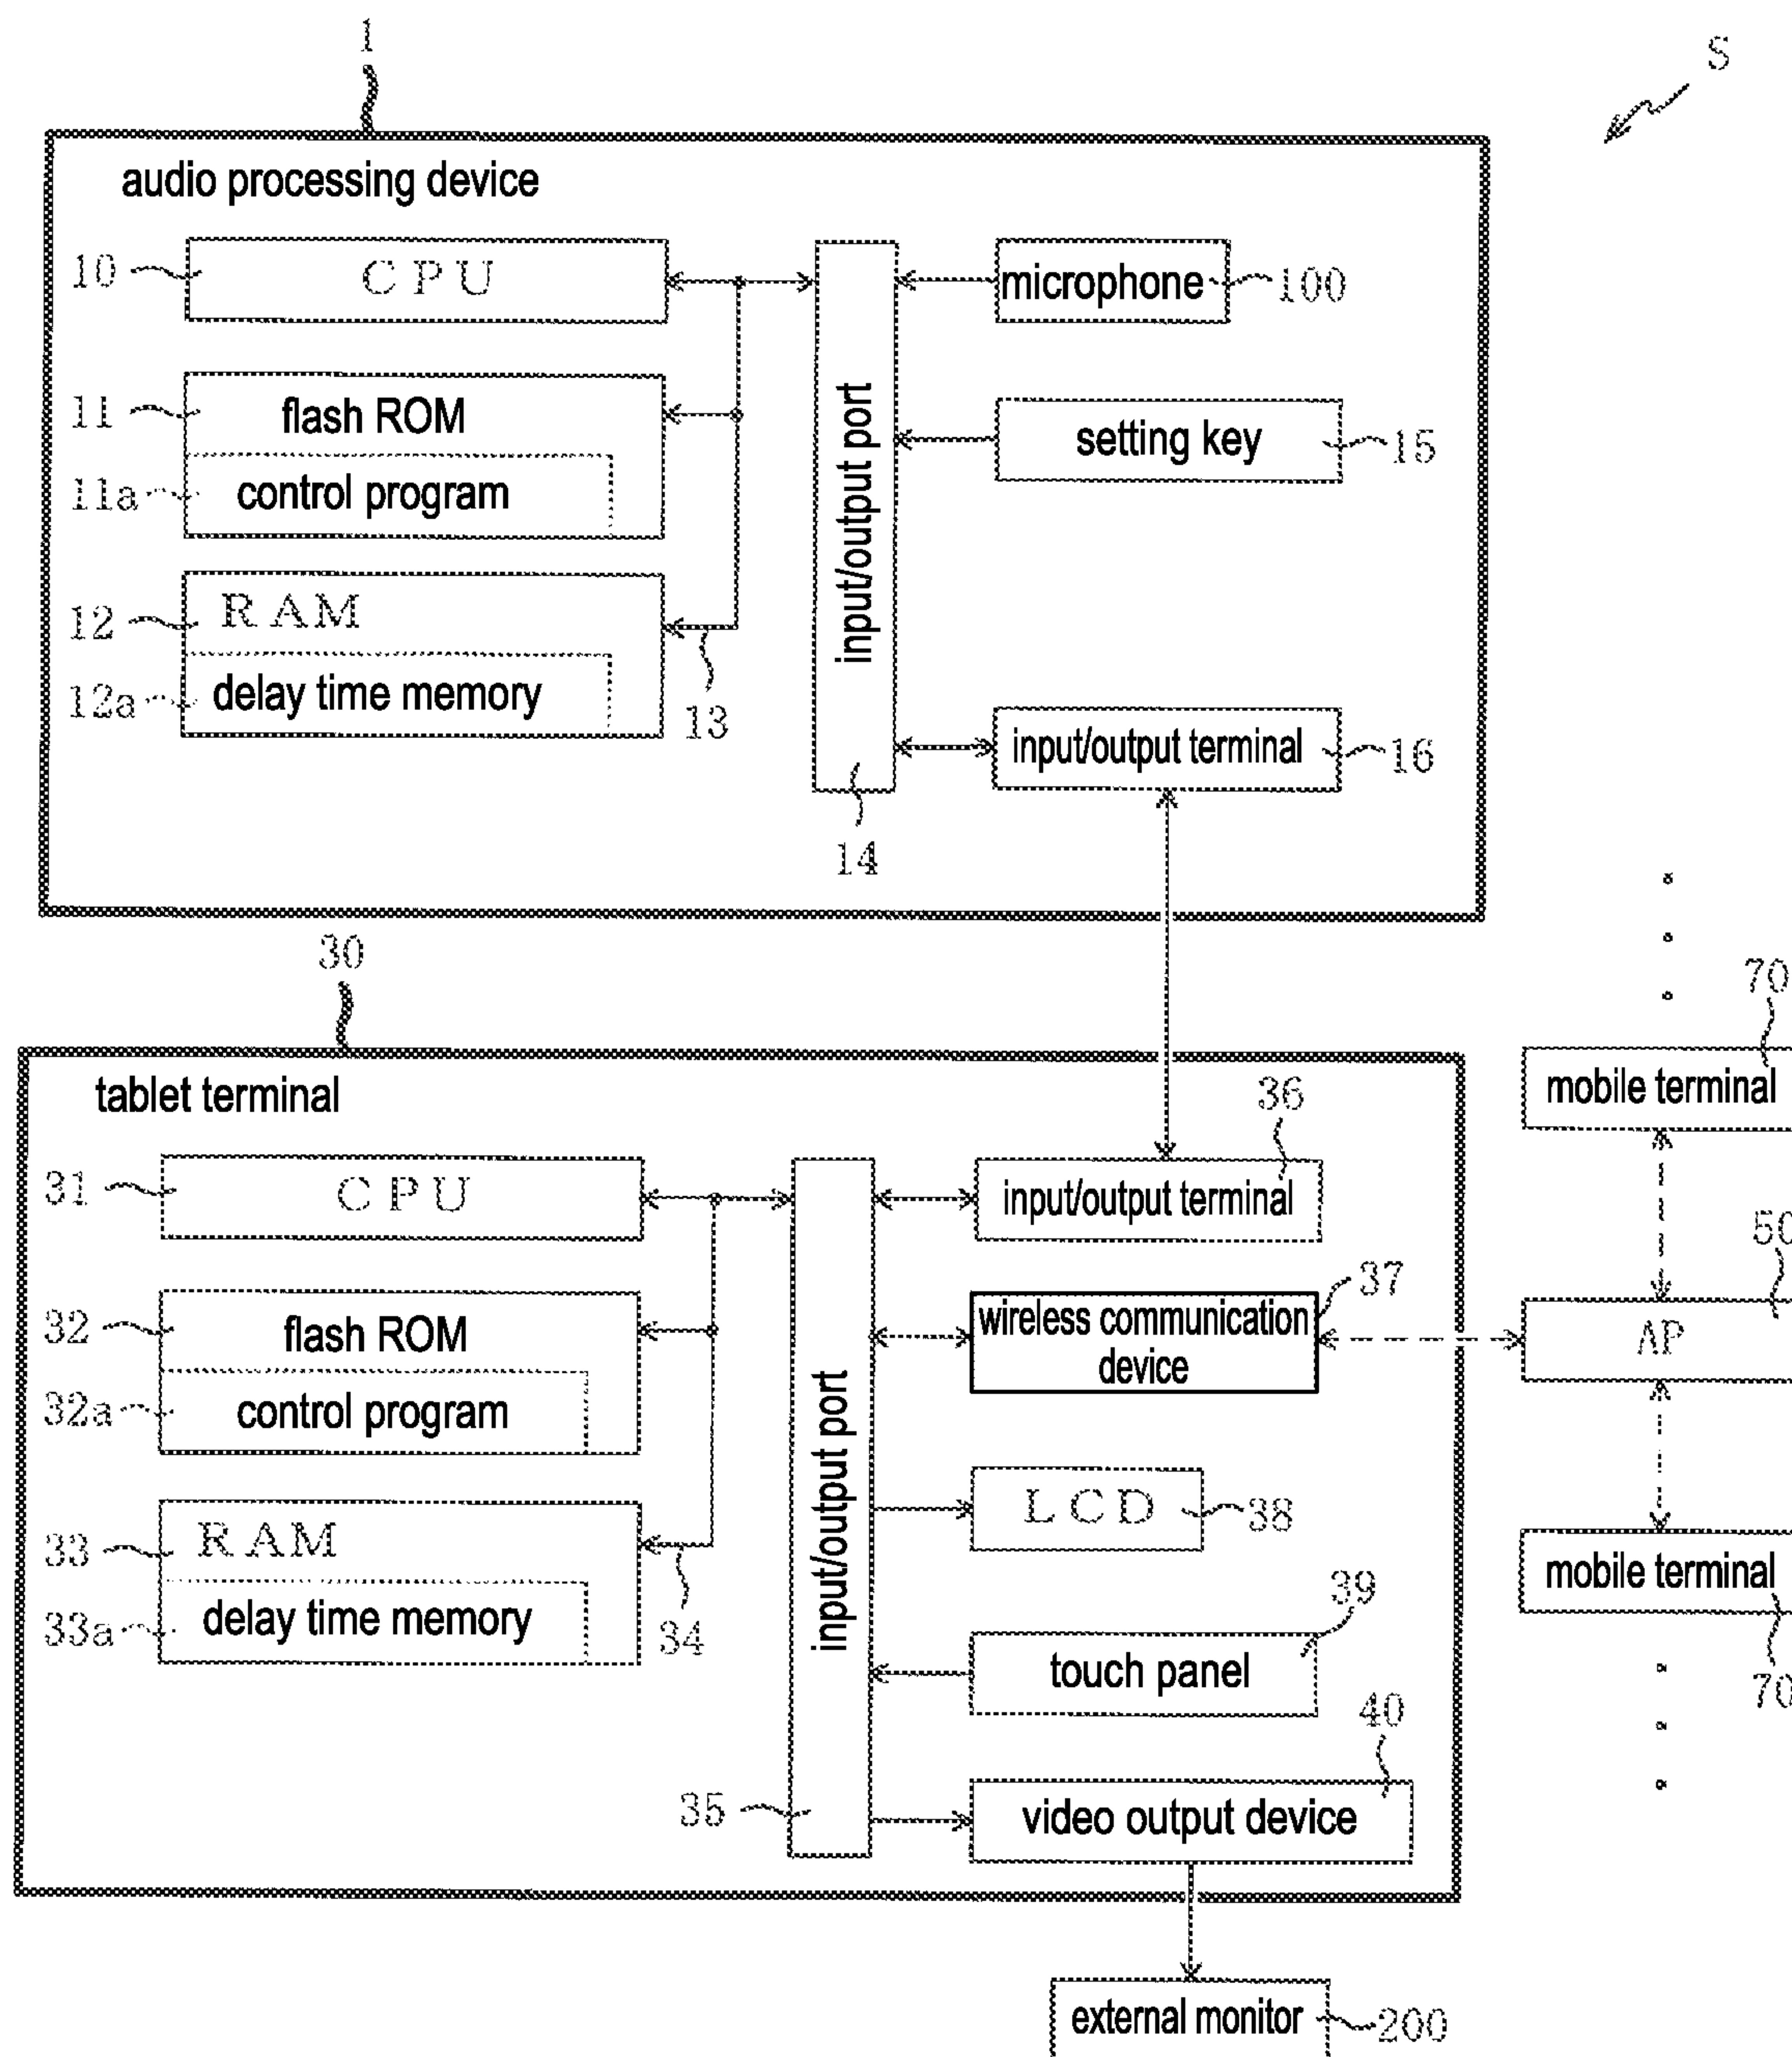 1
S
audio processing device
10
CPU
microphone
100
11
flash ROM
setting key
15
11a
control program
input/output port
12
RAM
12a
delay time memory
13
input/output terminal
16
14
30
70
mobile terminal
tablet terminal
36
31
CPU
input/output terminal
50
37
32
flash ROM
wireless communication
device
AP
32a
control program
input/output port
LCD
38
33
RAM
mobile terminal
39
33a
delay time memory
34
touch panel
70
40
35
video output device
external monitor
200